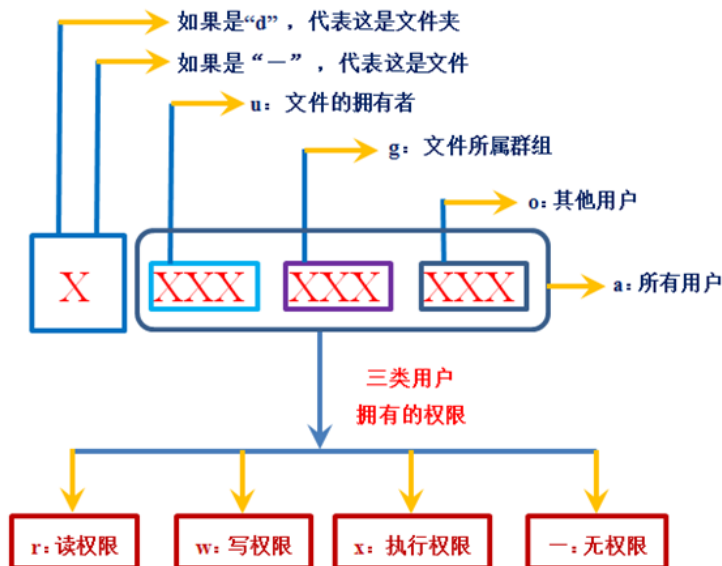 如果是“d”，代表这是文件夹
如果是“－”，代表这是文件
u：文件的拥有者
g：文件所属群组
o：其他用户
X XXX XXX XXX
a：所有用户
三类用户
拥有的权限
r：读权限 w：写权限 x：执行权限 －：无权限